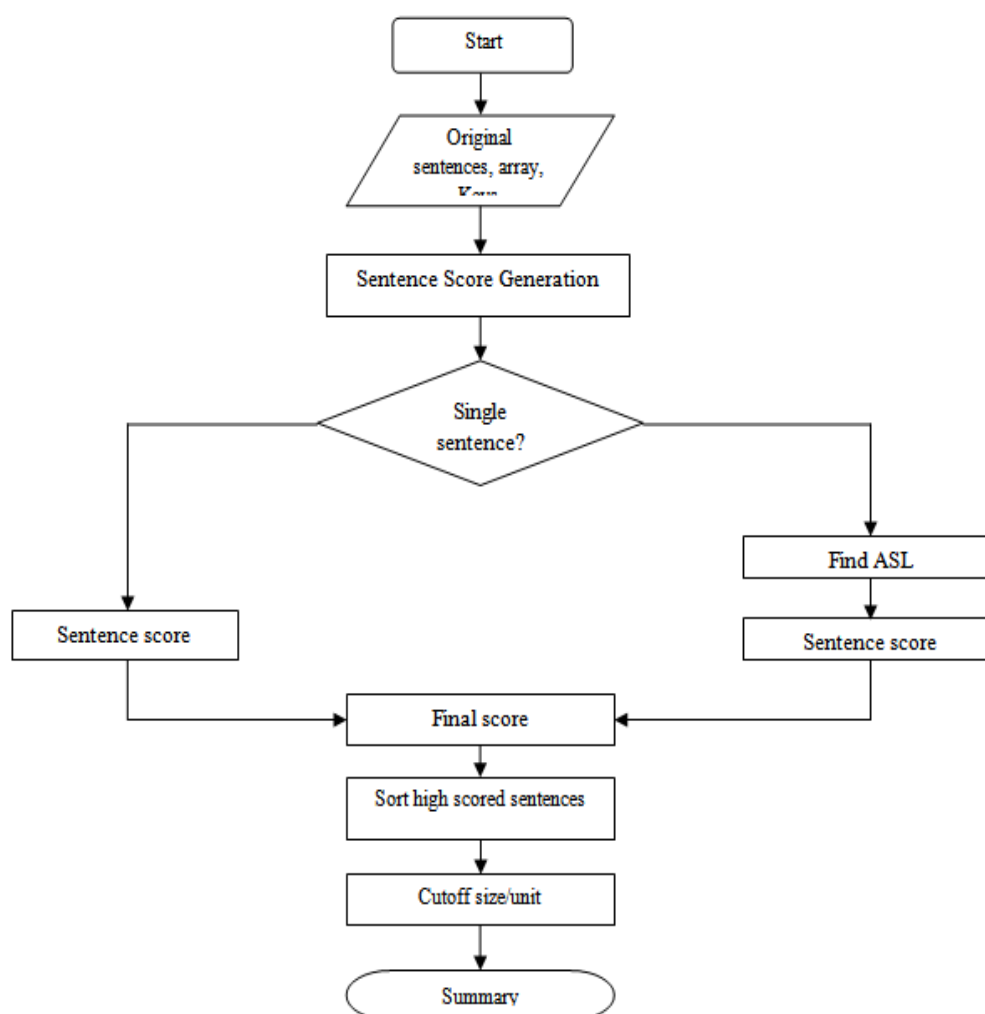 Start
Original
sentences, array,
Sentence Score Generation
Single
sentence?
Find ASL
Sentence score
Sentence score
Final score
Sort high scored sentences
Cutoff size/unit
Summary